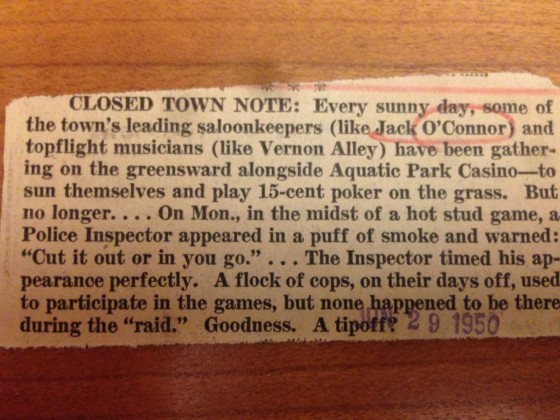 CLOSED TOWN NOTE: Every sunny day, some of
the town's leading saloonkeepers (like Jack O'Connor) and
topflight musicians (like Vernon Alley) have been gather-
ing on the greensward alongside Aquatic Park Casino—to
sun themselves and play 15-cent poker on the grass. But
no longer. . . . On Mon., in the midst of a hot stud game, a
Police Inspector appeared in a puff of smoke and warned:
"Cut it out or in you go." . . . The Inspector timed his ap-
pearance perfectly. A flock of cops, on their days off, used
to participate in the games, but none happened to be there
during the "raid." Goodness. A tipoff?
JUN 29 1950